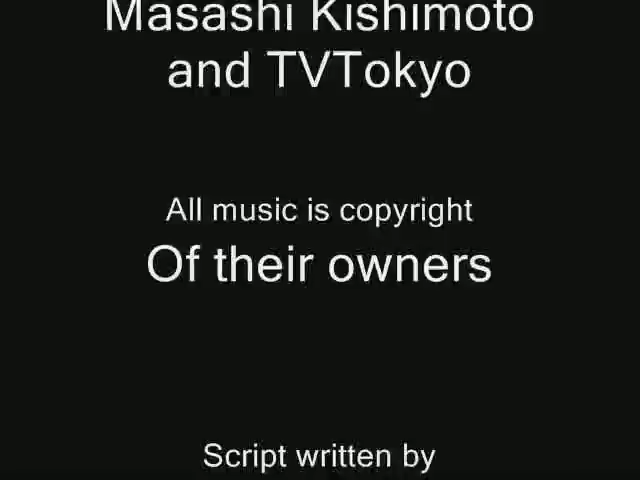 Masashi Kishimoto
and TVTokyo
All music is copyright
Of their owners
Script written by